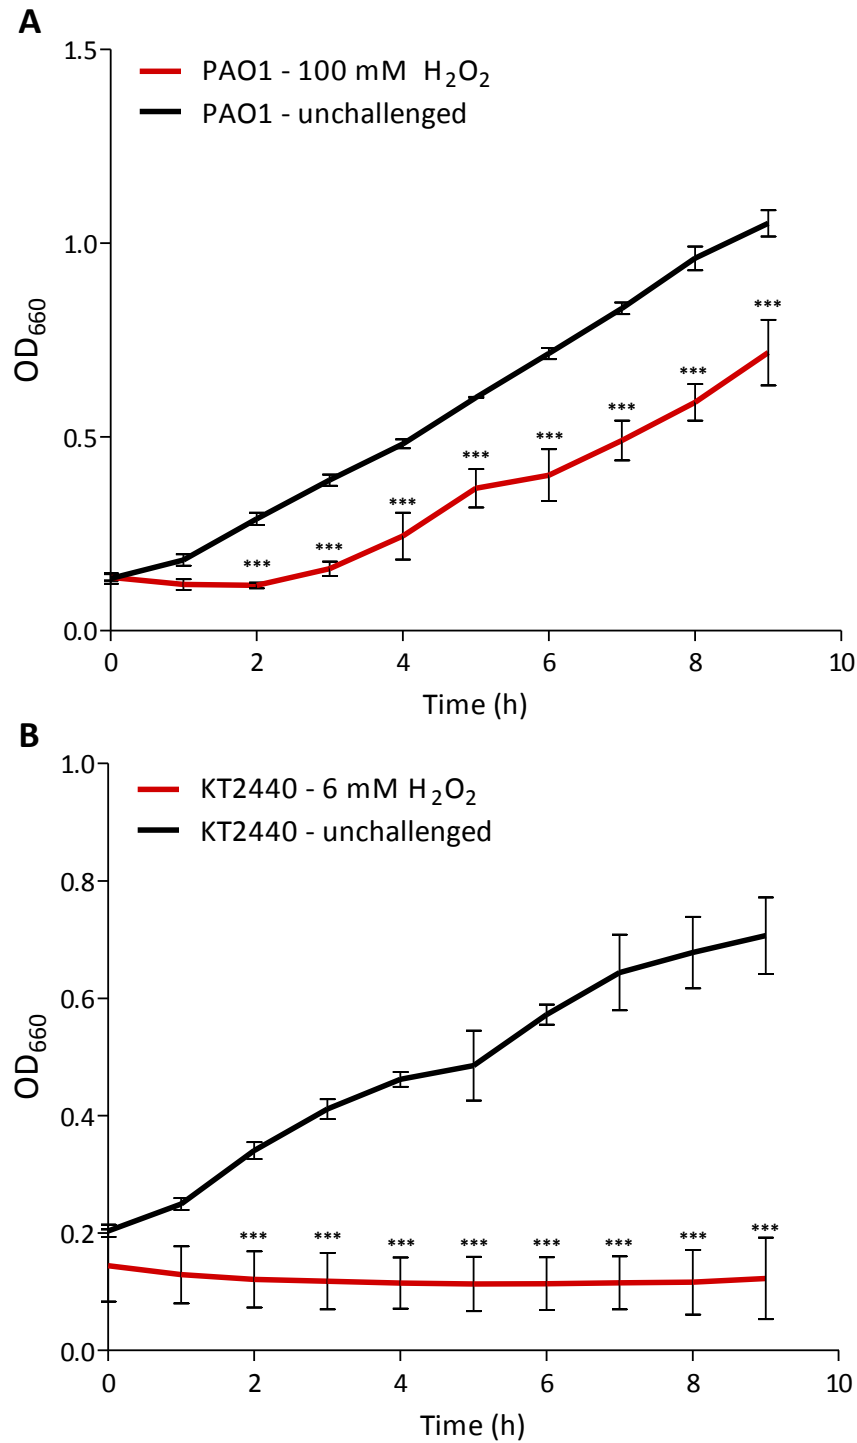 A
1.5
PAO1 - 100 mM H₂O₂
PAO1 - unchallenged
1.0
***
***
***
***
***
0.5
***
***
***
0.0
0 2 4 6 8 10
OD₆₆₀
Time (h)
B
1.0
KT2440 - 6 mM H₂O₂
KT2440 - unchallenged
0.8
0.6
0.4
0.2
*** *** *** *** *** *** *** ***
0.0
0 2 4 6 8 10
OD₆₆₀
Time (h)